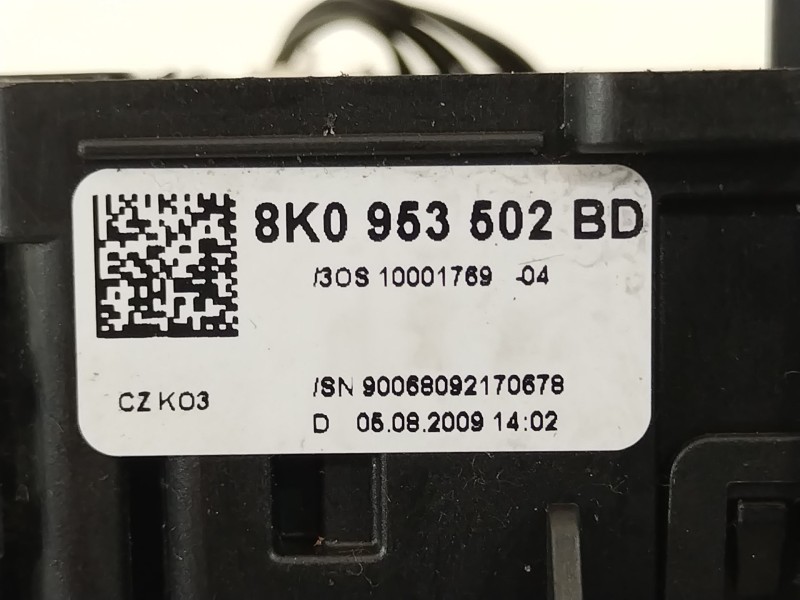 8K0 953 502 BD
/3OS 10001769 -04
/SN 90068092170678
CZ K03
D 05.08.2009 14:02